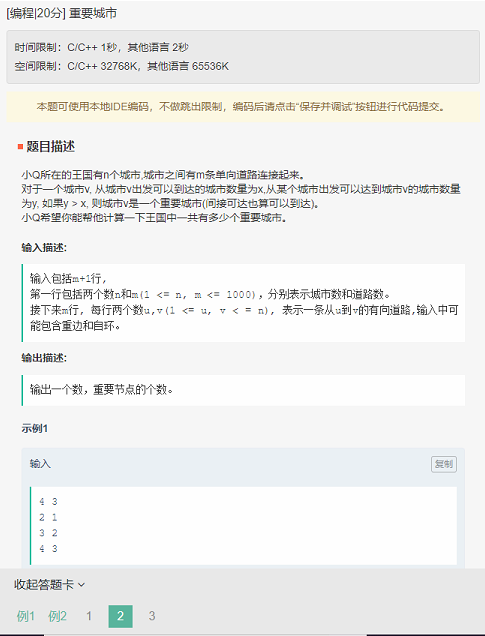 [编程|20分] 重要城市
时间限制：C/C++ 1秒，其他语言 2秒
空间限制：C/C++ 32768K，其他语言 65536K
本题可使用本地IDE编码，不做跳出限制，编码后请点击“保存并调试”按钮进行代码提交。
题目描述
小Q所在的王国有n个城市,城市之间有m条单向道路连接起来。
对于一个城市v, 从城市v出发可以到达的城市数量为x,从某个城市出发可以达到城市v的城市数量
为y, 如果y > x, 则城市v是一个重要城市(间接可达也算可以到达)。
小Q希望你能帮他计算一下王国中一共有多少个重要城市。
输入描述:
输入包括m+1行,
第一行包括两个数n和m(1 <= n, m <= 1000), 分别表示城市数和道路数。
接下来m行, 每行两个数u,v(1 <= u, v < = n), 表示一条从u到v的有向道路,输入中可
能包含重边和自环。
输出描述:
输出一个数, 重要节点的个数。
示例1
输入
复制
4 3
2 1
3 2
4 3
收起答题卡
例1 例2 1 2 3